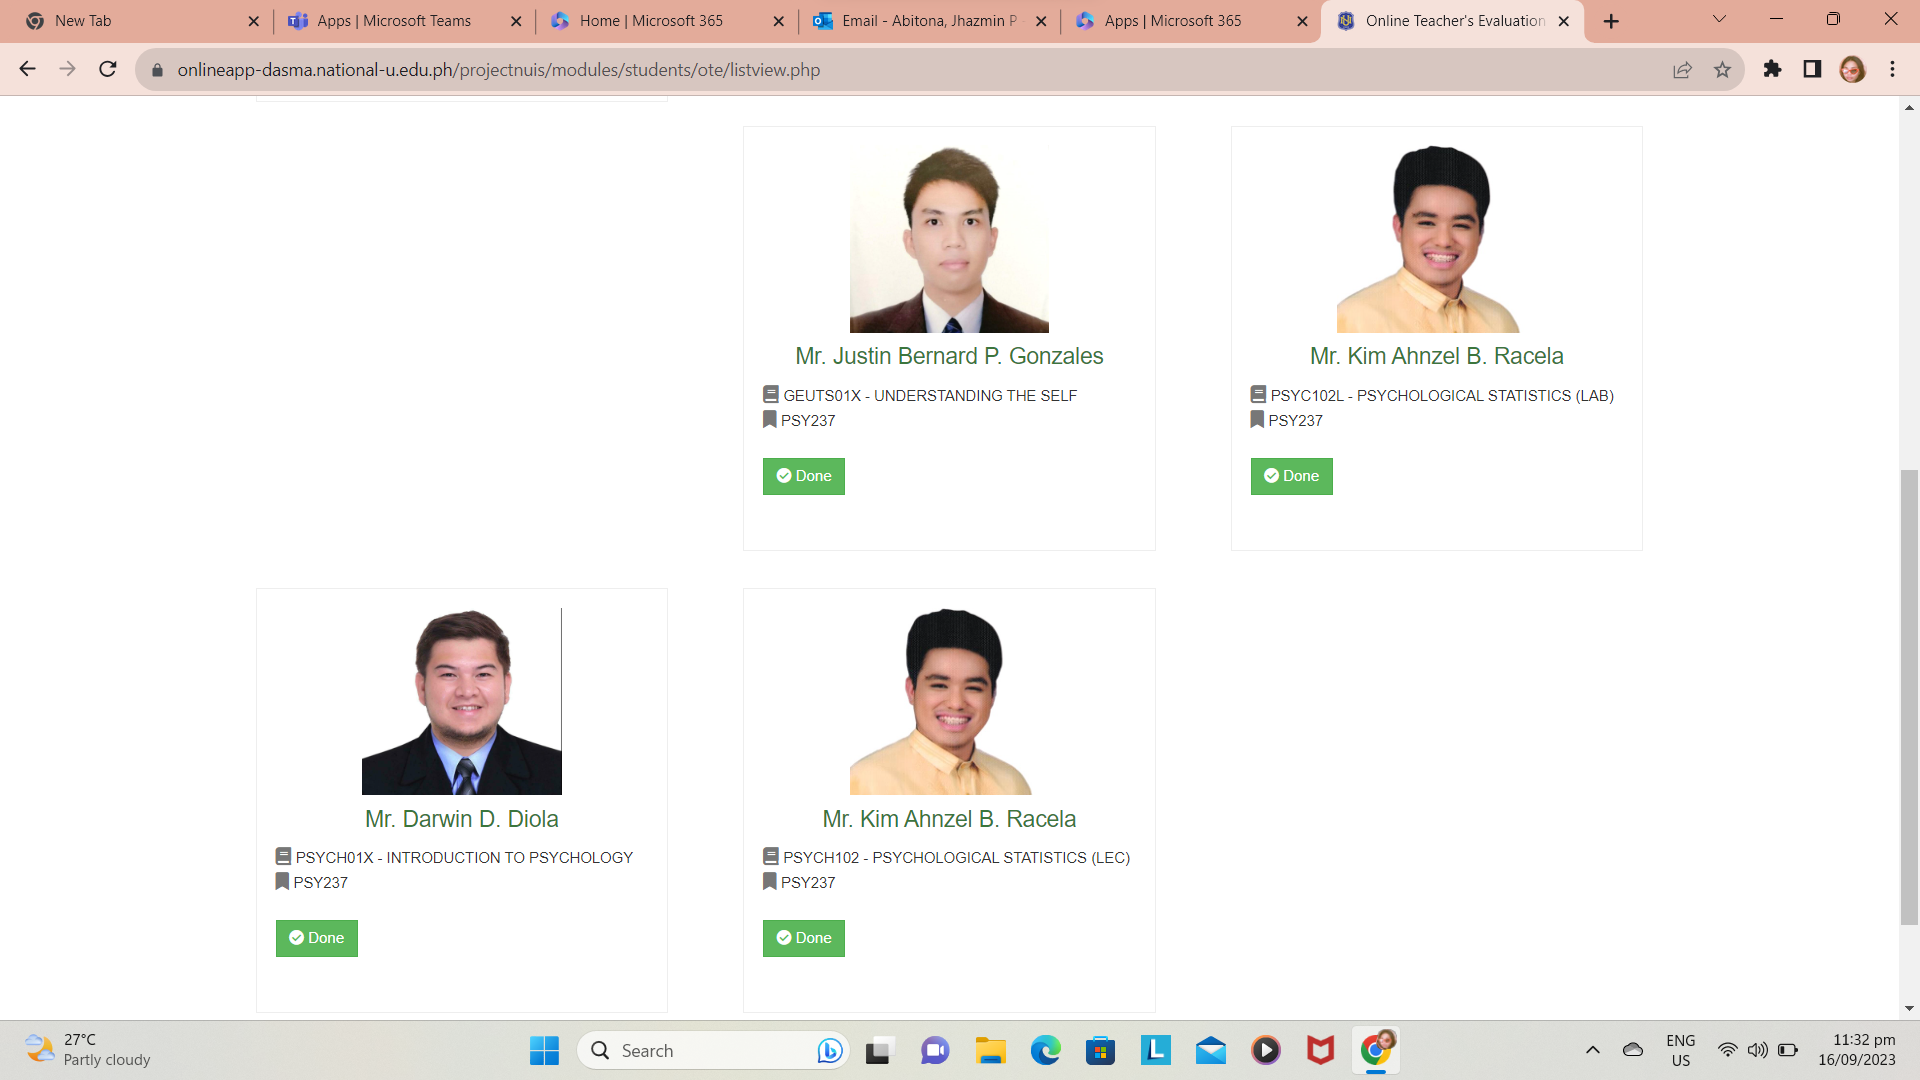 New Tab
Apps | Microsoft Teams
Home | Microsoft 365
Email - Abitona, Jhazmin P
Apps | Microsoft 365
Online Teacher's Evaluation
onlineapp-dasma.national-u.edu.ph/projectnuis/modules/students/ote/listview.php
Mr. Justin Bernard P. Gonzales
GEUTS01X - UNDERSTANDING THE SELF
PSY237
Done
Mr. Kim Ahnzel B. Racela
PSYC102L - PSYCHOLOGICAL STATISTICS (LAB)
PSY237
Done
Mr. Darwin D. Diola
PSYCH01X - INTRODUCTION TO PSYCHOLOGY
PSY237
Done
Mr. Kim Ahnzel B. Racela
PSYCH102 - PSYCHOLOGICAL STATISTICS (LEC)
PSY237
Done
27°C
Partly cloudy
Search
ENG
US
11:32 pm
16/09/2023